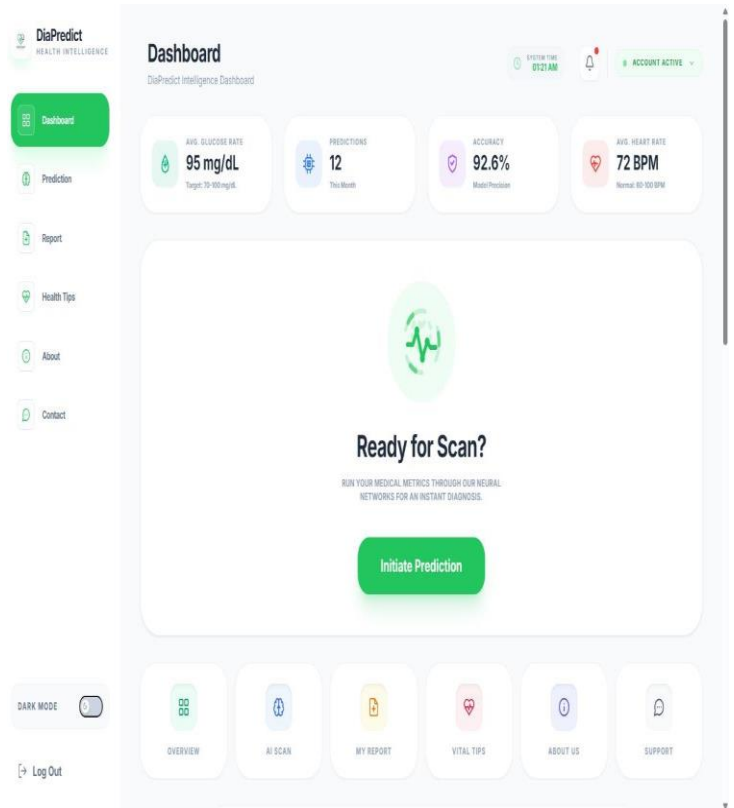 DiaPredict
HEALTH INTELLIGENCE
Dashboard
Prediction
Report
Health Tips
About
Contact
DARK MODE
Log Out
Dashboard
DiaPredict Intelligence Dashboard
SYSTEM TIME
01:21 AM
ACCOUNT ACTIVE
AVG. GLUCOSE RATE
95 mg/dL
Target: 70-100 mg/dL
PREDICTIONS
12
This Month
ACCURACY
92.6%
Model Precision
AVG. HEART RATE
72 BPM
Normal: 60-100 BPM
Ready for Scan?
RUN YOUR MEDICAL METRICS THROUGH OUR NEURAL
NETWORKS FOR AN INSTANT DIAGNOSIS.
Initiate Prediction
OVERVIEW
AI SCAN
MY REPORT
VITAL TIPS
ABOUT US
SUPPORT